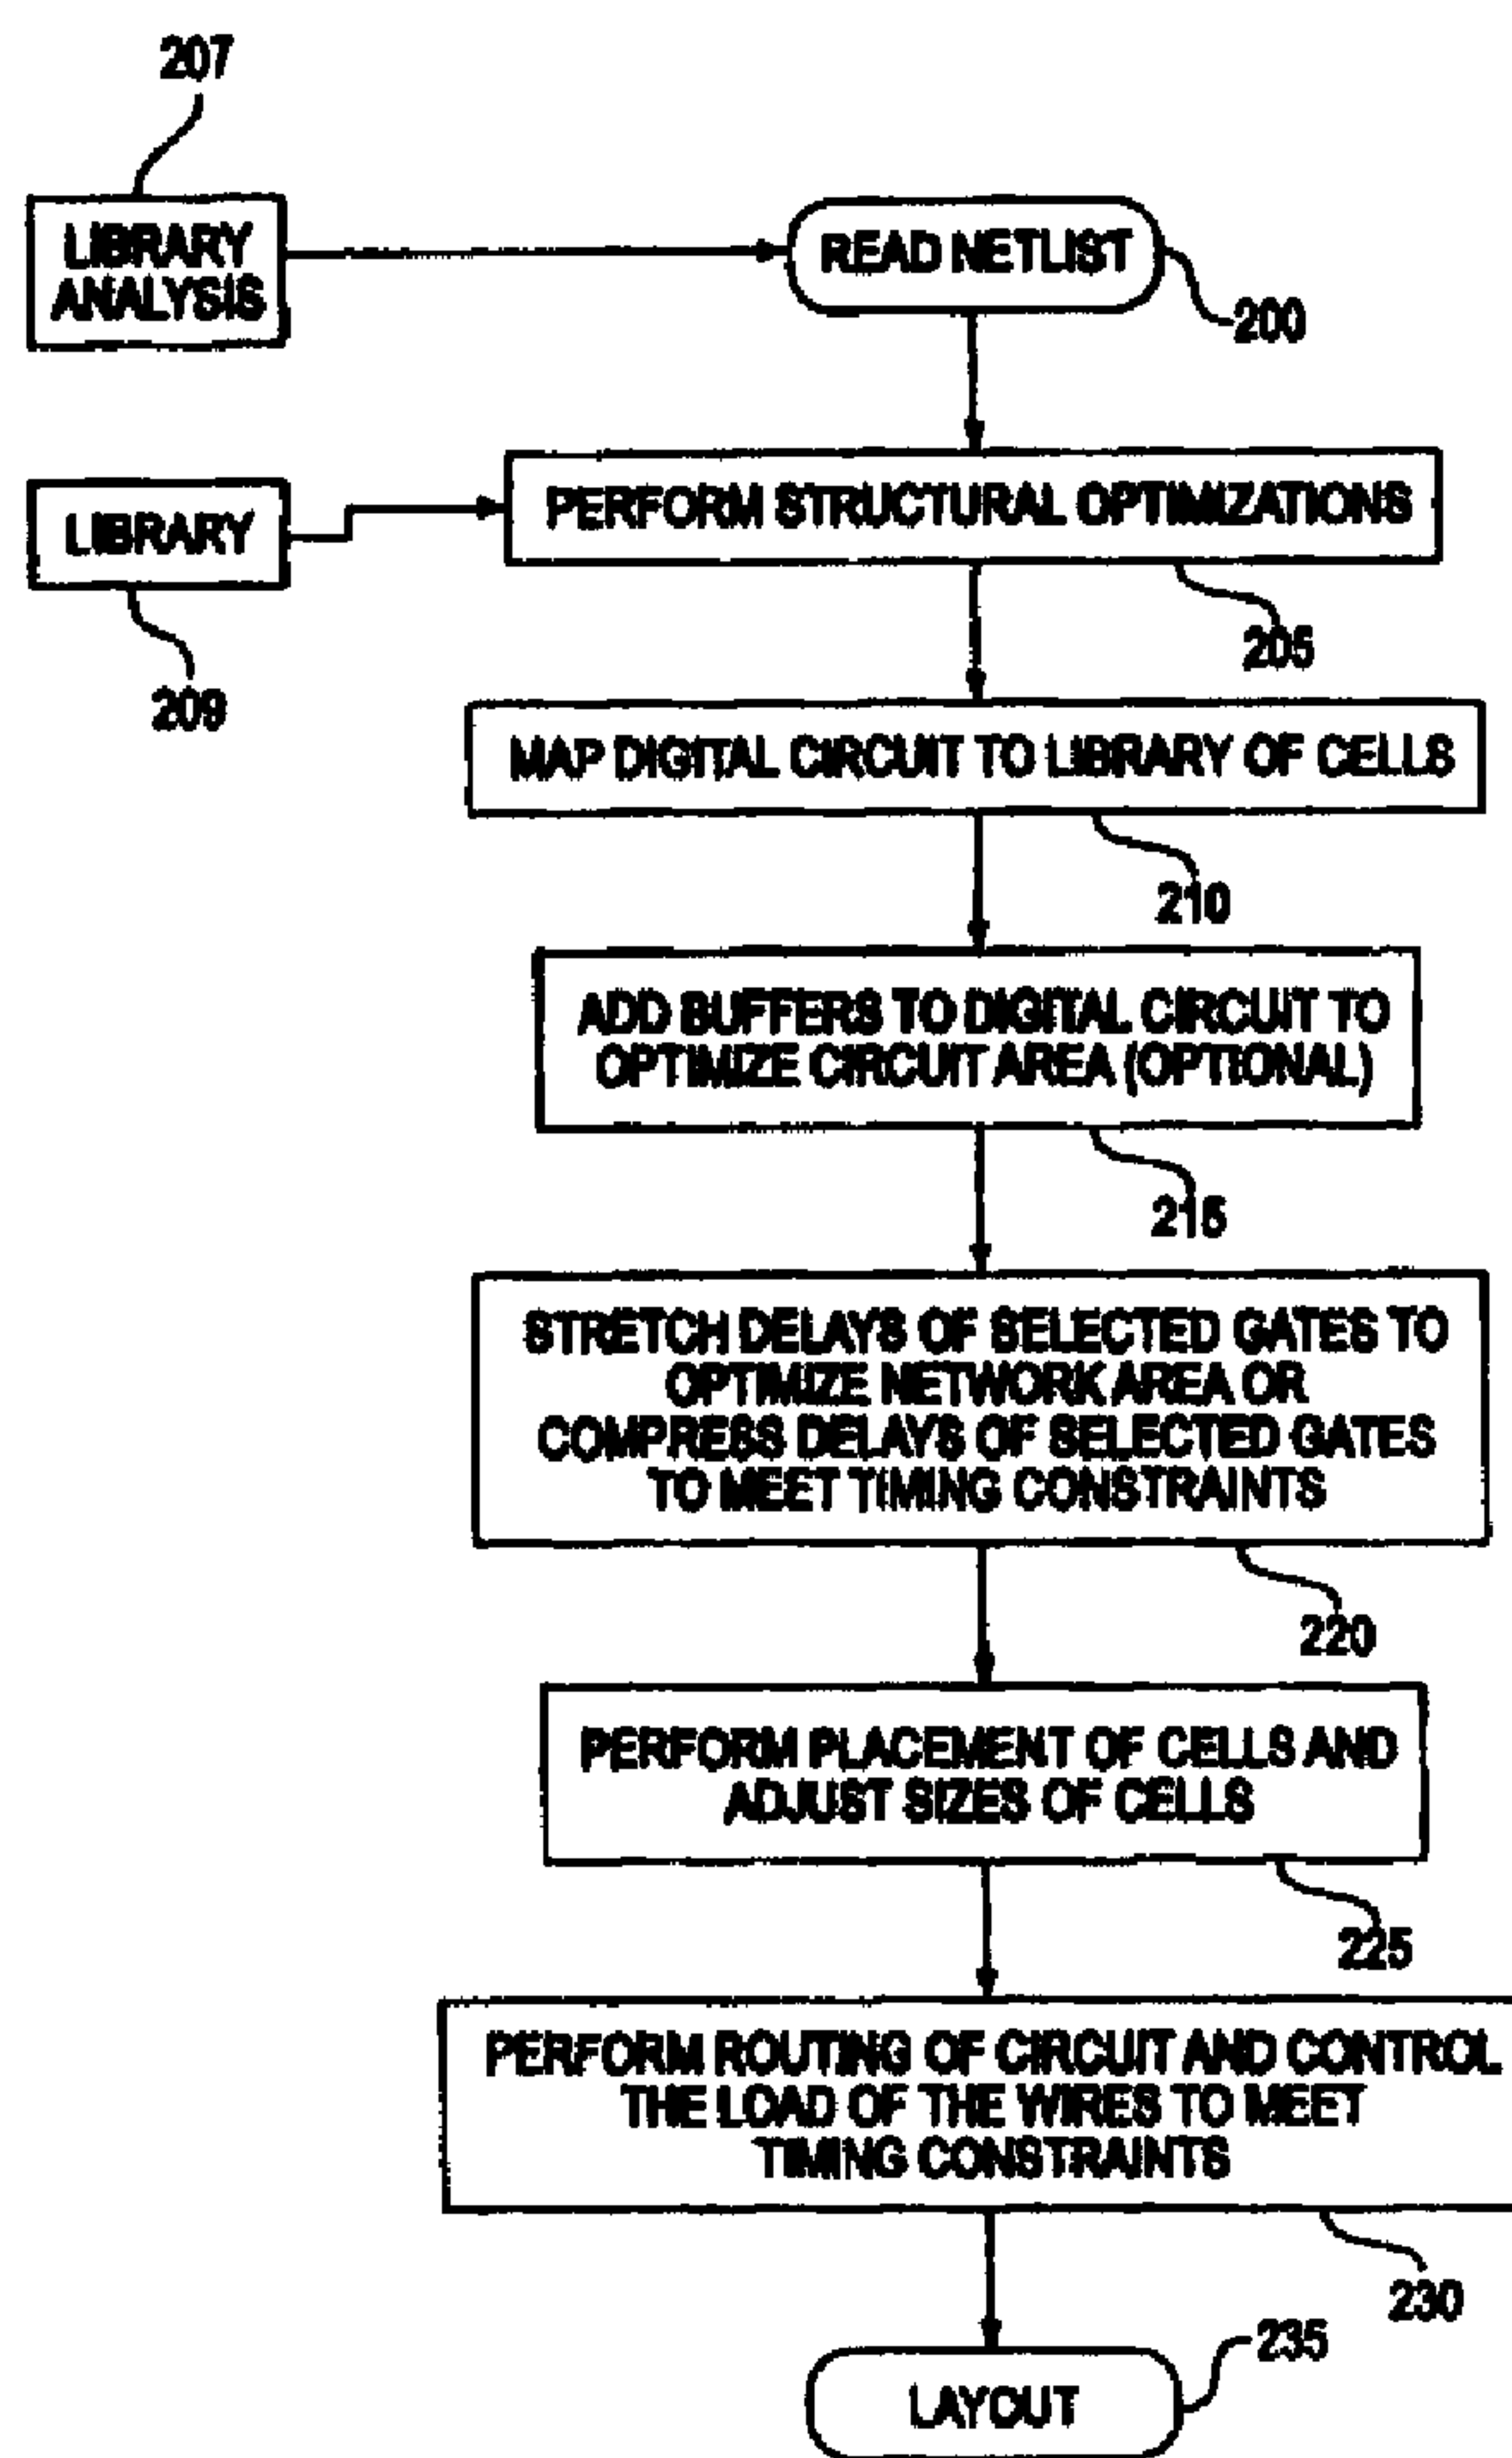 207
LIBRARY
ANALYSIS
READ NETLIST
200
LIBRARY
209
PERFORM STRUCTURAL OPTIMIZATIONS
205
MAP DIGITAL CIRCUIT TO LIBRARY OF CELLS
210
ADD BUFFERS TO DIGITAL CIRCUIT TO
OPTIMIZE CIRCUIT AREA (OPTIONAL)
215
STRETCH DELAYS OF SELECTED GATES TO
OPTIMIZE NETWORK AREA OR
COMPRESS DELAYS OF SELECTED GATES
TO MEET TIMING CONSTRAINTS
220
PERFORM PLACEMENT OF CELLS AND
ADJUST SIZES OF CELLS
225
PERFORM ROUTING OF CIRCUIT AND CONTROL
THE LOAD OF THE WIRES TO MEET
TIMING CONSTRAINTS
230
235
LAYOUT